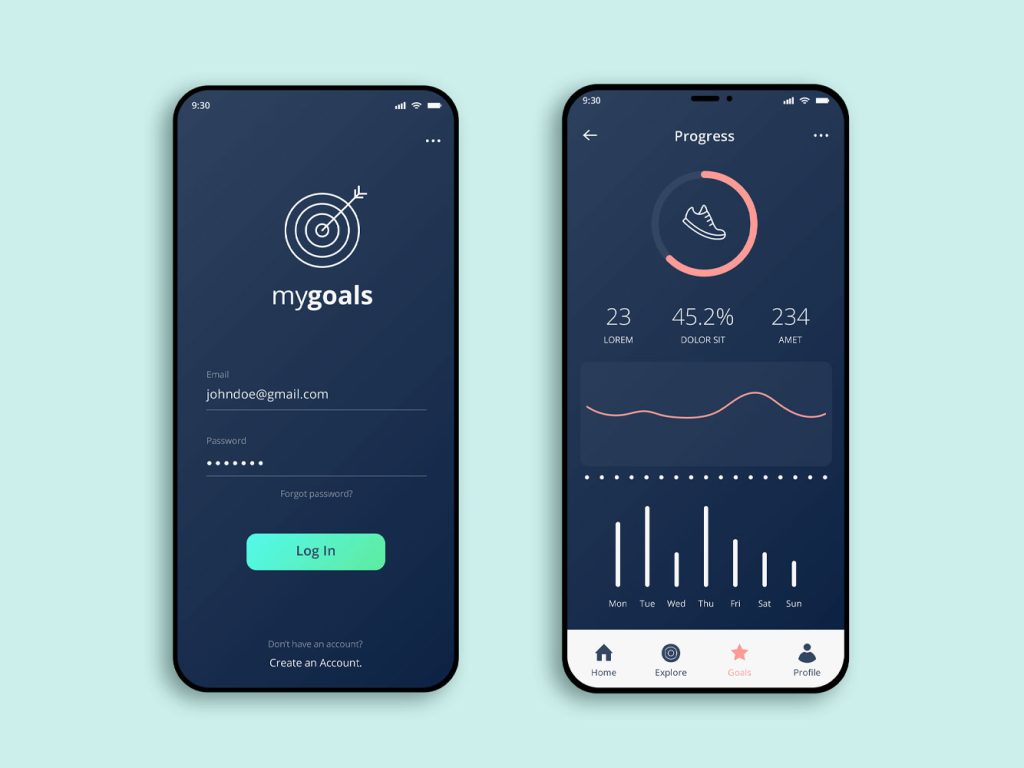 9:30
mygoals
Email
johndoe@gmail.com
Password
Forgot password?
Log In
Don't have an account?
Create an Account.
9:30
Progress
23 45.2% 234
LOREM DOLOR SIT AMET
Mon Tue Wed Thu Fri Sat Sun
Home Explore Goals Profile